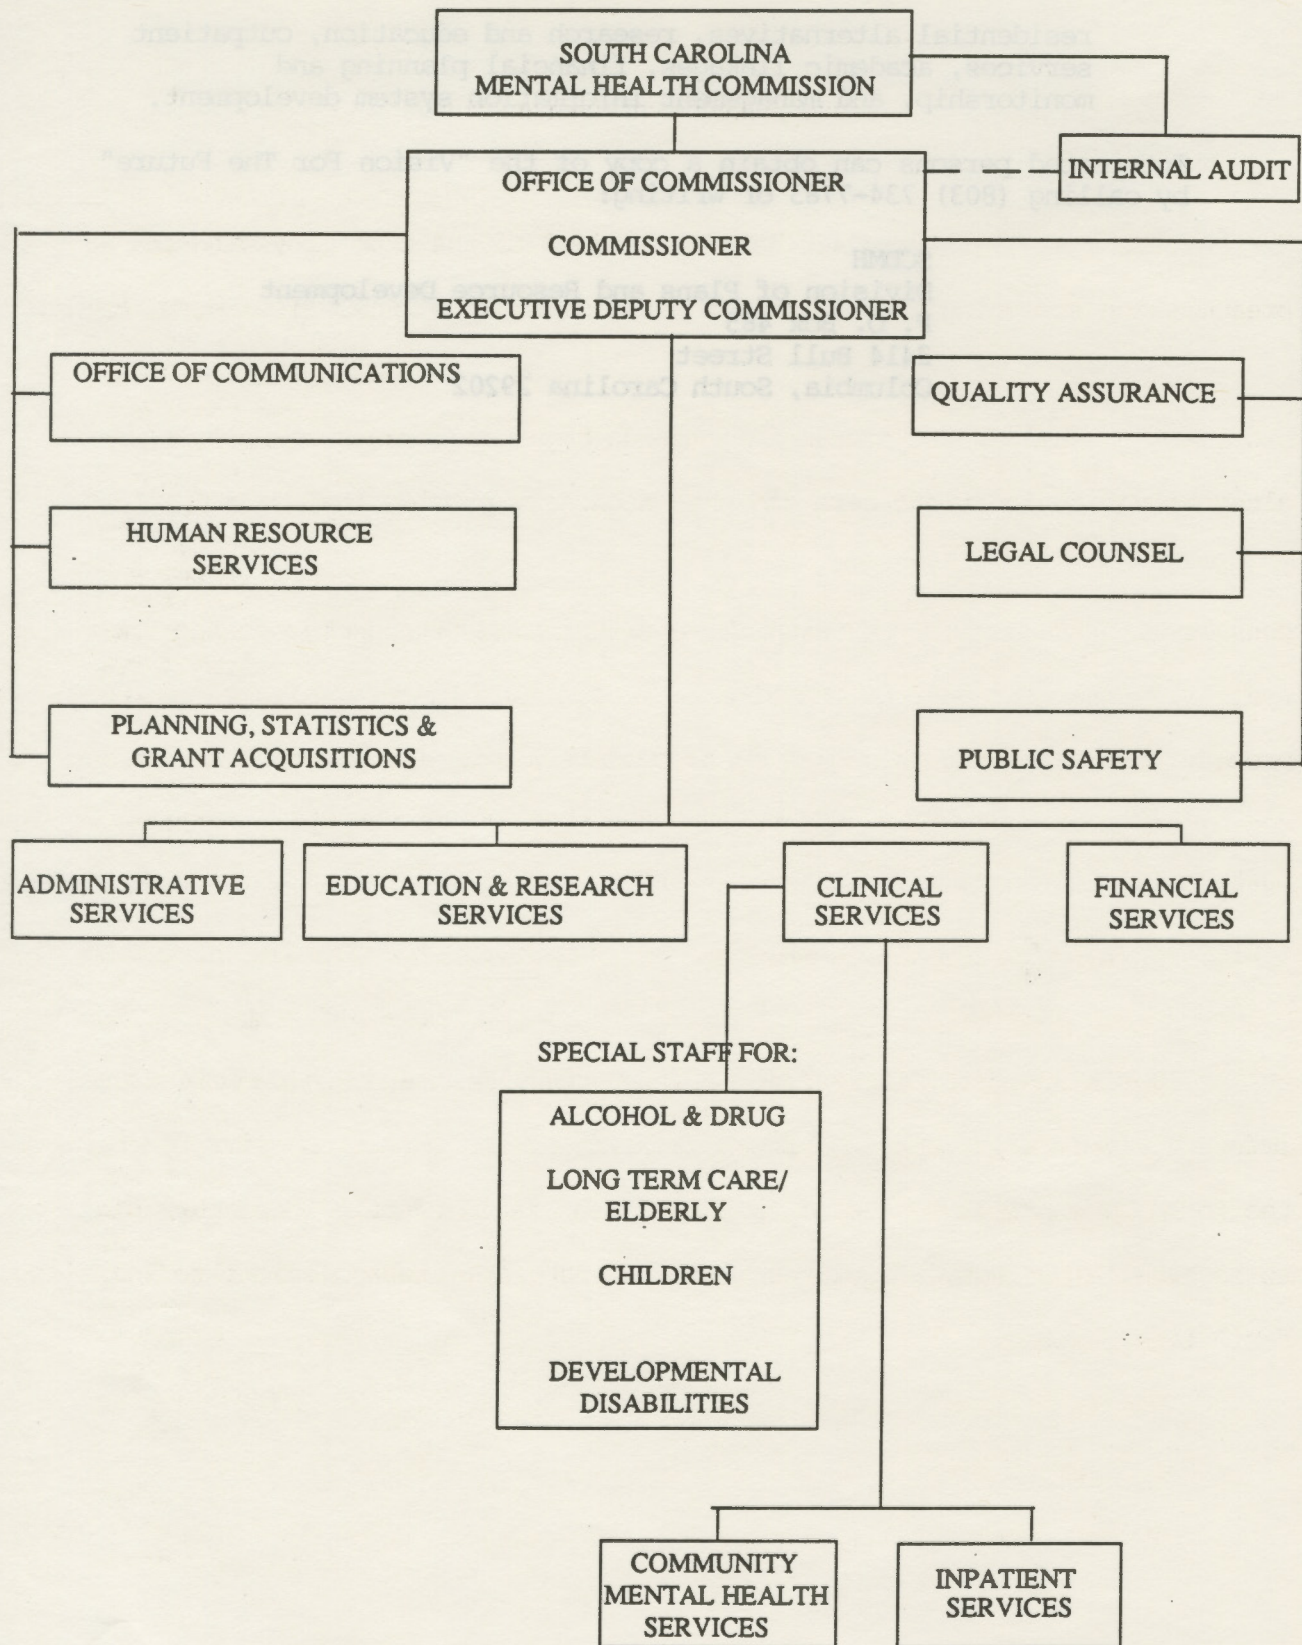 SOUTH CAROLINA
MENTAL HEALTH COMMISSION
INTERNAL AUDIT
OFFICE OF COMMISSIONER
COMMISSIONER
EXECUTIVE DEPUTY COMMISSIONER
OFFICE OF COMMUNICATIONS
QUALITY ASSURANCE
HUMAN RESOURCE
SERVICES
LEGAL COUNSEL
PLANNING, STATISTICS &
GRANT ACQUISITIONS
PUBLIC SAFETY
ADMINISTRATIVE
SERVICES
EDUCATION & RESEARCH
SERVICES
CLINICAL
SERVICES
FINANCIAL
SERVICES
SPECIAL STAFF FOR:
ALCOHOL & DRUG
LONG TERM CARE/
ELDERLY
CHILDREN
DEVELOPMENTAL
DISABILITIES
COMMUNITY
MENTAL HEALTH
SERVICES
INPATIENT
SERVICES